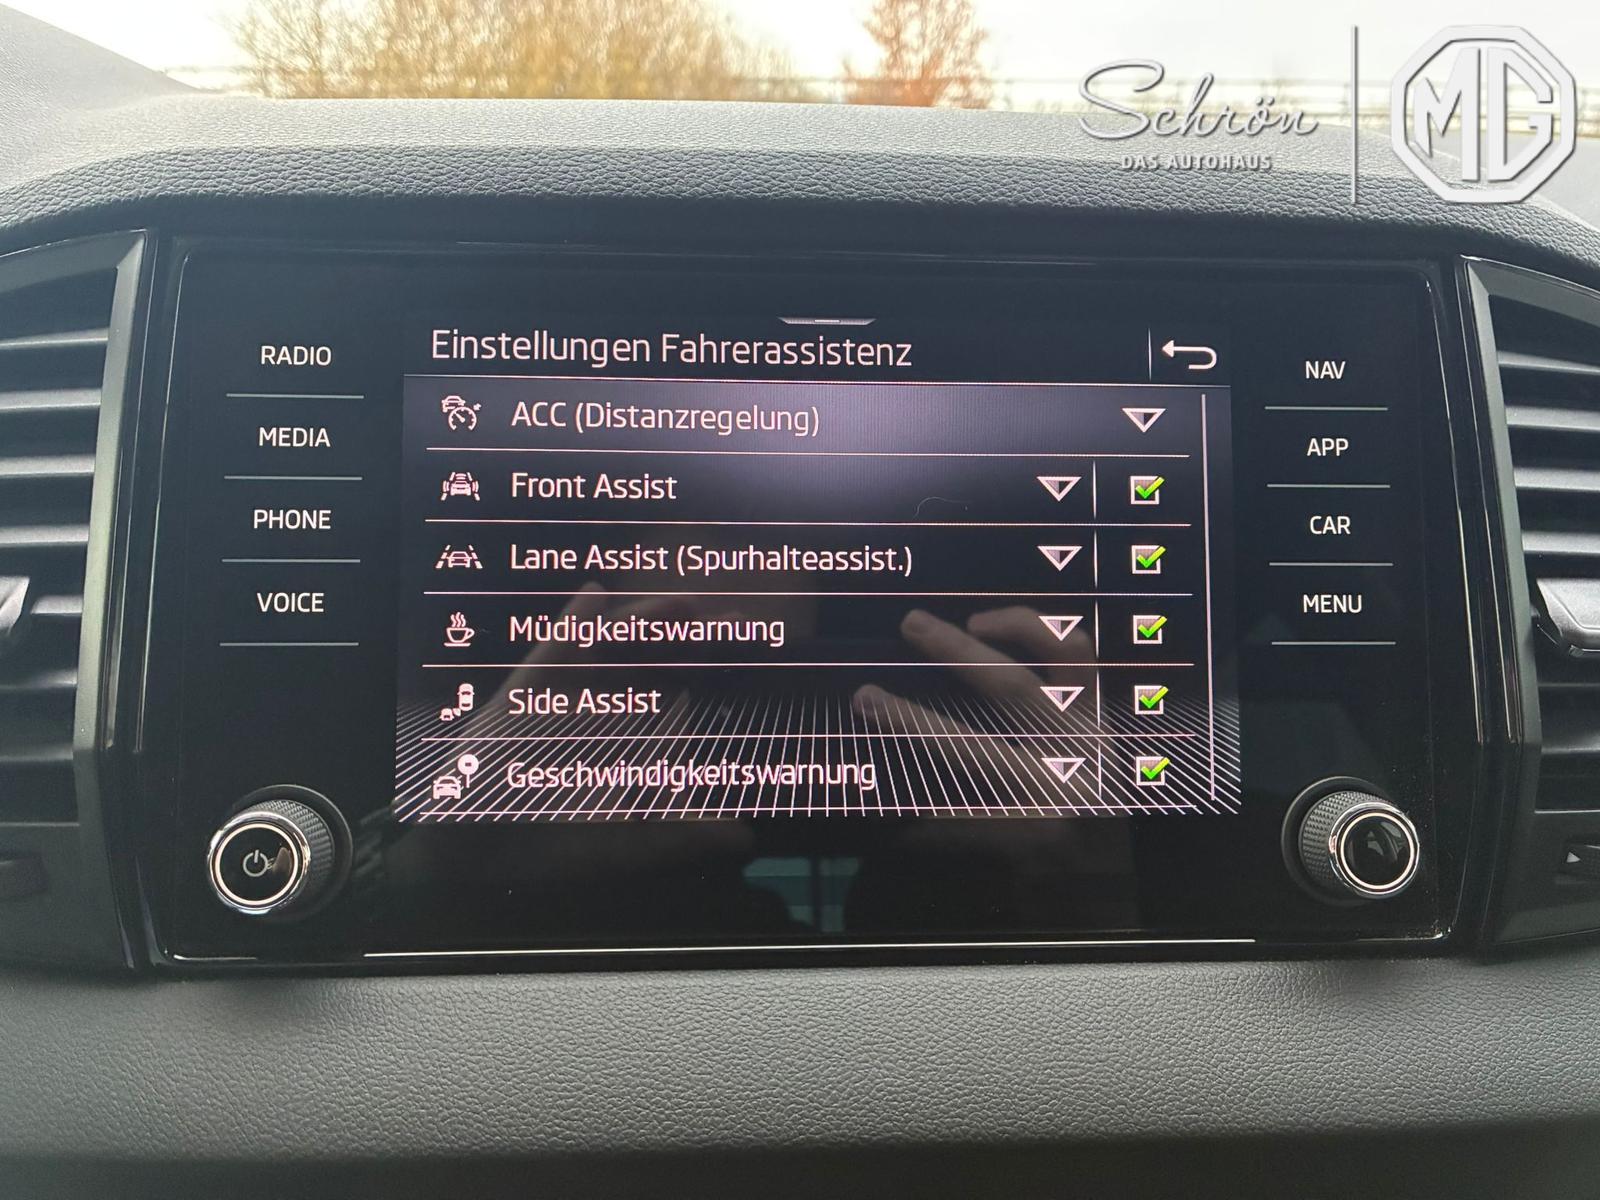 Schrön
DAS AUTOHAUS
MG
RADIO
MEDIA
PHONE
VOICE
Einstellungen Fahrerassistenz
ACC (Distanzregelung)
Front Assist
Lane Assist (Spurhalteassist.)
Müdigkeitswarnung
Side Assist
Geschwindigkeitswarnung
NAV
APP
CAR
MENU